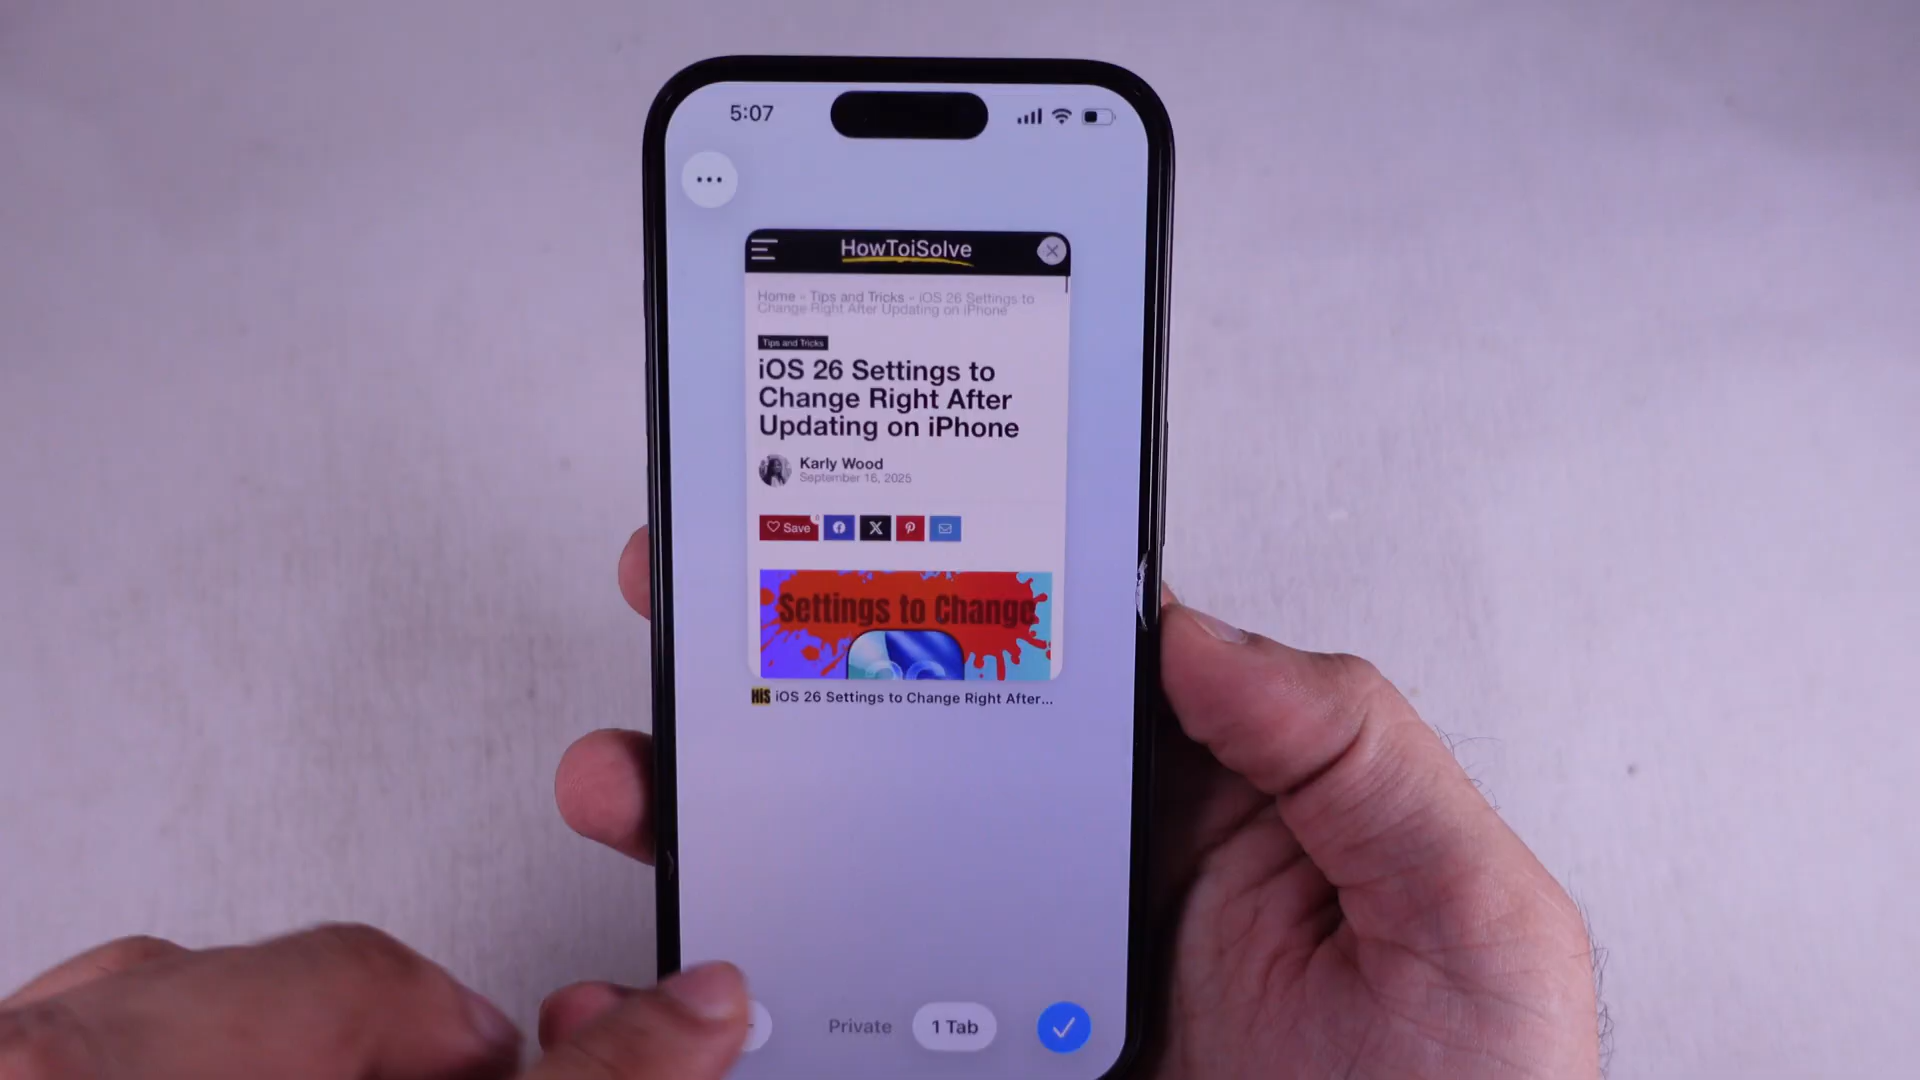 5:07
HowToiSolve
Home - Tips and Tricks - iOS 26 Settings to
Change Right After Updating on iPhone
Tips and Tricks
iOS 26 Settings to
Change Right After
Updating on iPhone
Karly Wood
September 16, 2025
Save
Settings to Change
HiS iOS 26 Settings to Change Right After...
Private
1 Tab